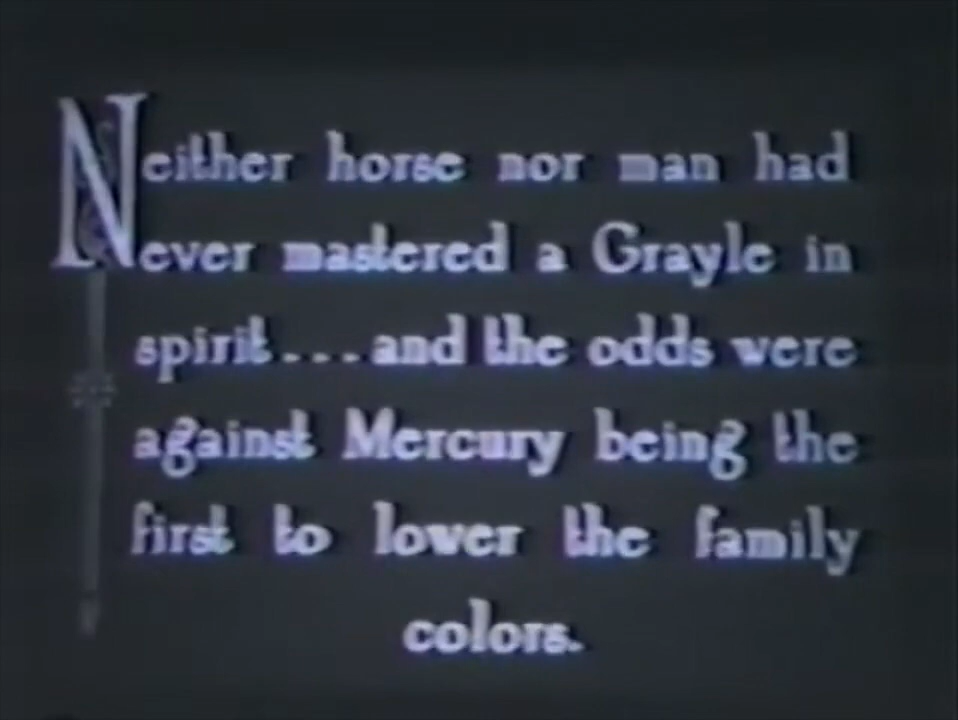 Neither horse nor man had
ever mastered a Grayle in
spirit...and the odds were
against Mercury being the
first to lower the family
colors.